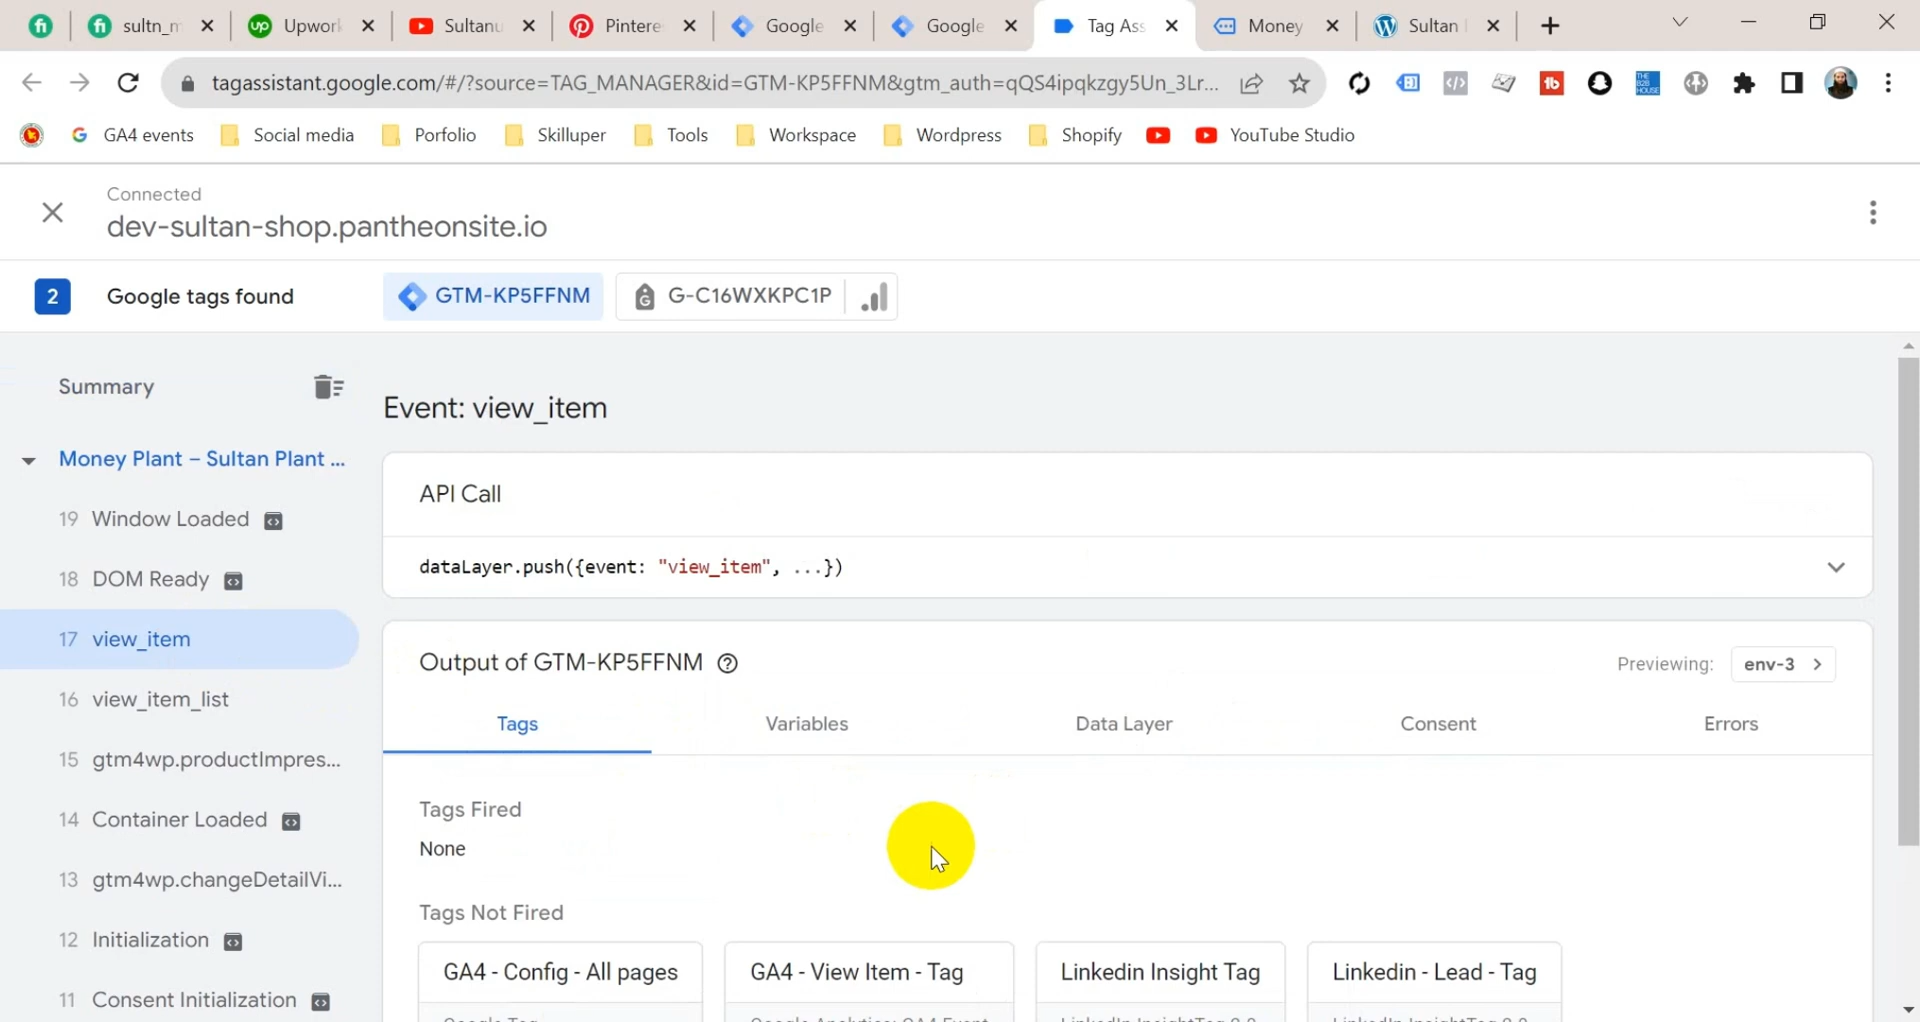 sultn_m
Upwork
Sultanu
Pintere
Google
Google
Tag Ass
Money
Sultan
tagassistant.google.com/#/?source=TAG_MANAGER&id=GTM-KP5FFNM&gtm_auth=qQS4ipqkzgy5Un_3Lr...
GA4 events
Social media
Porfolio
Skilluper
Tools
Workspace
Wordpress
Shopify
YouTube Studio
Connected
dev-sultan-shop.pantheonsite.io
2 Google tags found
GTM-KP5FFNM
G-C16WXKPC1P
Summary
Money Plant – Sultan Plant ...
19 Window Loaded
18 DOM Ready
17 view_item
16 view_item_list
15 gtm4wp.productImpres...
14 Container Loaded
13 gtm4wp.changeDetailVi...
12 Initialization
11 Consent Initialization
Event: view_item
API Call
dataLayer.push({event: "view_item", ...})
Output of GTM-KP5FFNM
Previewing: env-3
Tags
Variables
Data Layer
Consent
Errors
Tags Fired
None
Tags Not Fired
GA4 - Config - All pages
GA4 - View Item - Tag
Linkedin Insight Tag
Linkedin - Lead - Tag